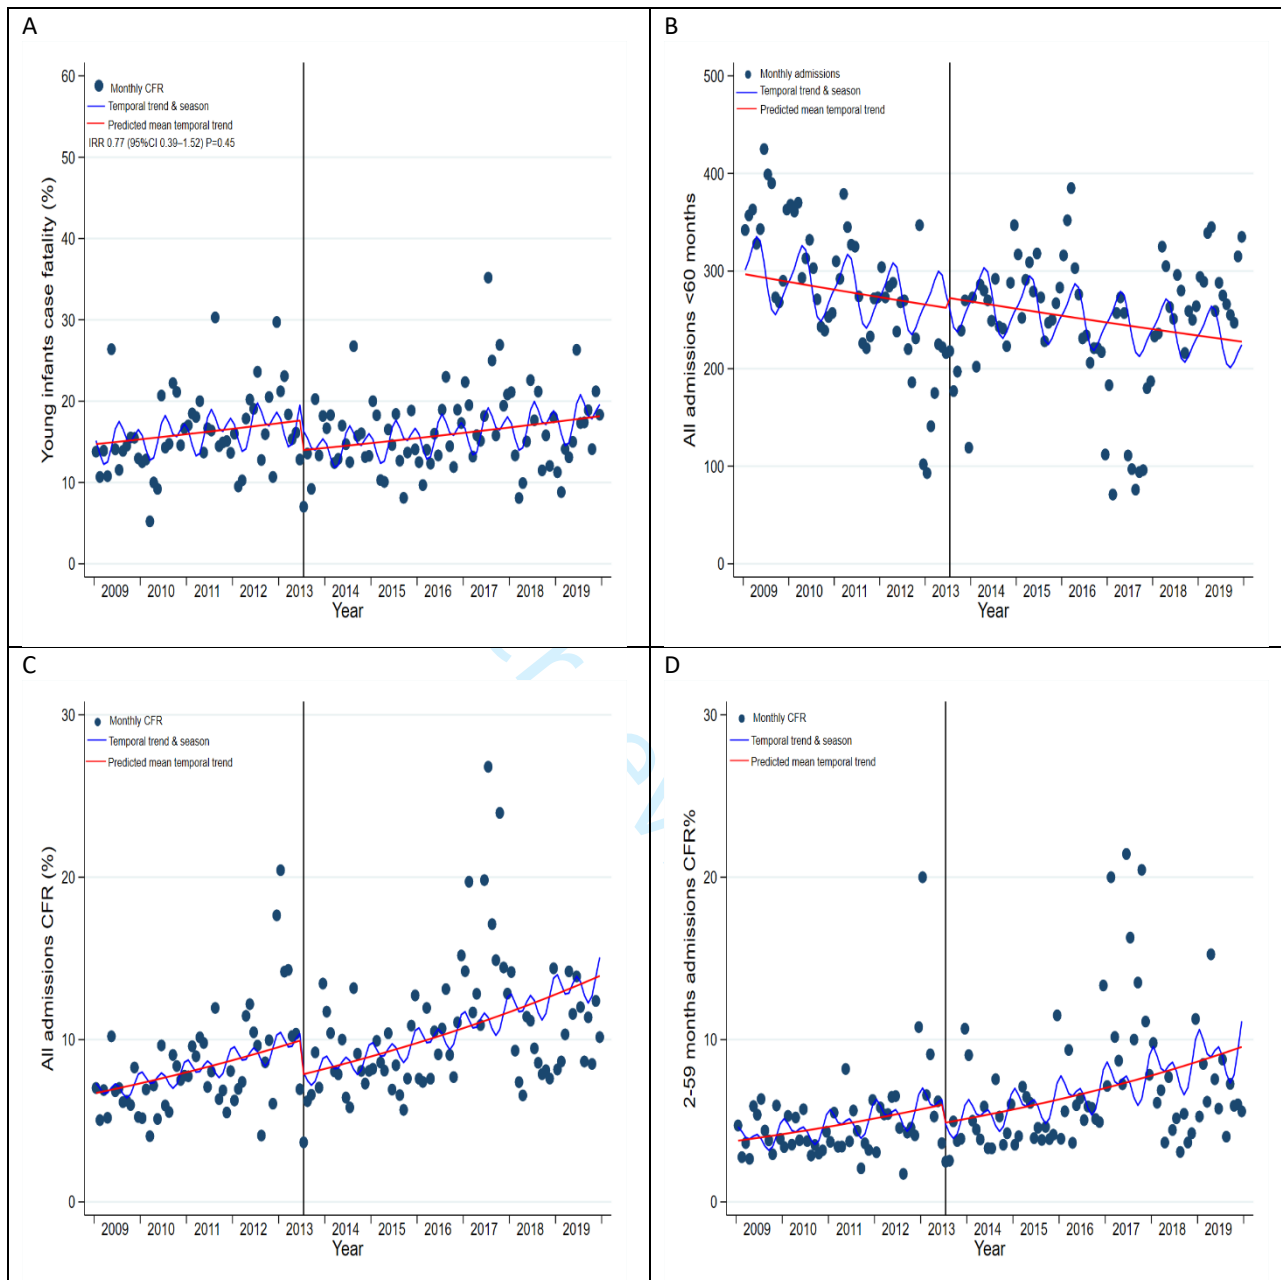 A
60
50
40
30
20
10
0
Young infants case fatality (%)
Monthly CFR
Temporal trend & season
Predicted mean temporal trend
IRR 0.77 (95%CI 0.39–1.52) P=0.45
2009 2010 2011 2012 2013 2014 2015 2016 2017 2018 2019
Year
B
500
400
300
200
100
0
All admissions <60 months
Monthly admissions
Temporal trend & season
Predicted mean temporal trend
2009 2010 2011 2012 2013 2014 2015 2016 2017 2018 2019
Year
C
30
20
10
0
All admissions CFR (%)
Monthly CFR
Temporal trend & season
Predicted mean temporal trend
2009 2010 2011 2012 2013 2014 2015 2016 2017 2018 2019
Year
D
30
20
10
0
2-59 months admissions CFR%
Monthly CFR
Temporal trend & season
Predicted mean temporal trend
2009 2010 2011 2012 2013 2014 2015 2016 2017 2018 2019
Year